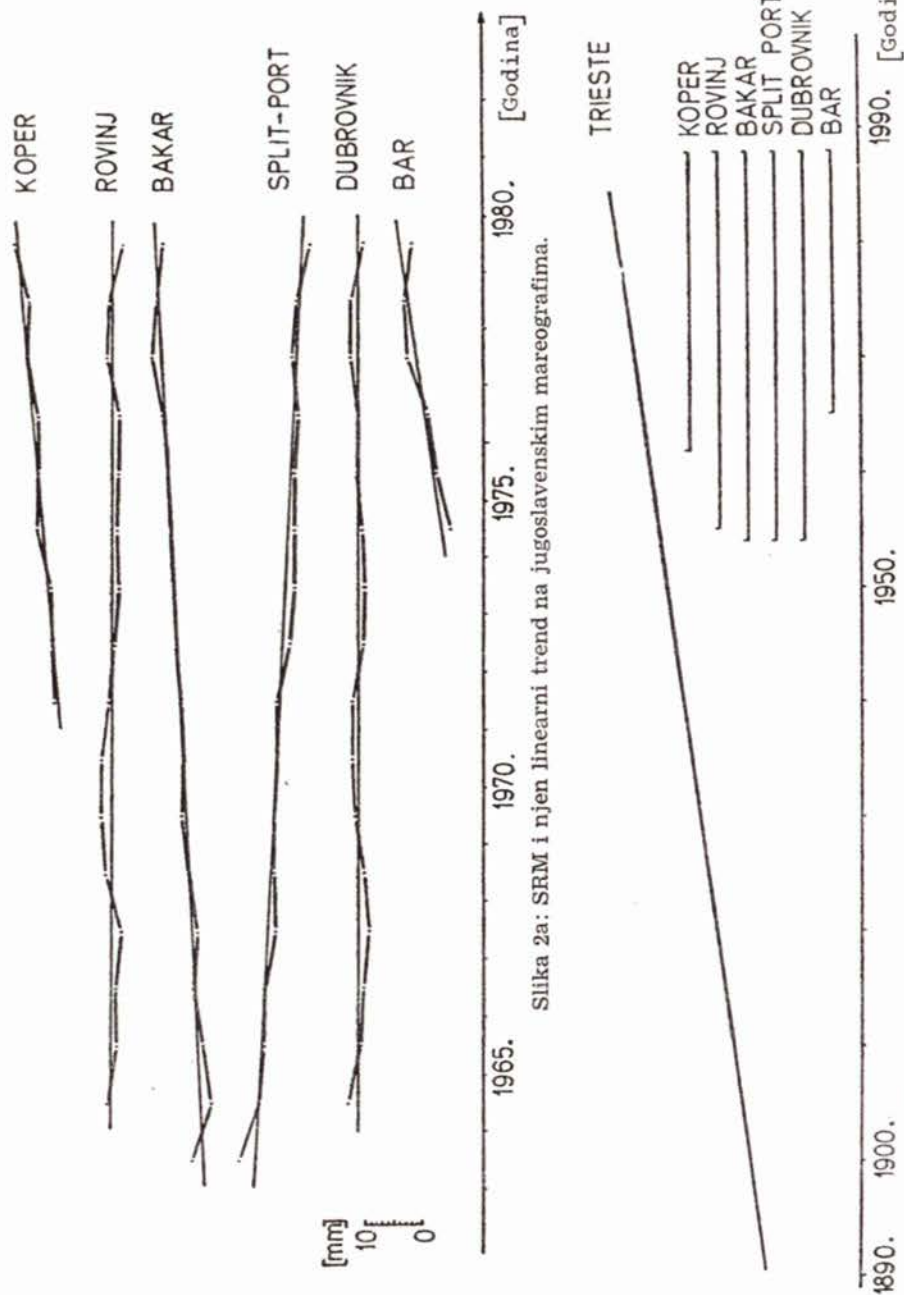 KOPER
ROVINJ
BAKAR
SPLIT-PORT
DUBROVNIK
BAR
[mm]
10
0
1965.
1970.
1975.
1980.
[Godina]
Slika 2a: SRM i njen linearni trend na jugoslavenskim mareografima.
TRIESTE
KOPER
ROVINJ
BAKAR
SPLIT PORT
DUBROVNIK
BAR
1890.
1900.
1950.
1990.
[Godi